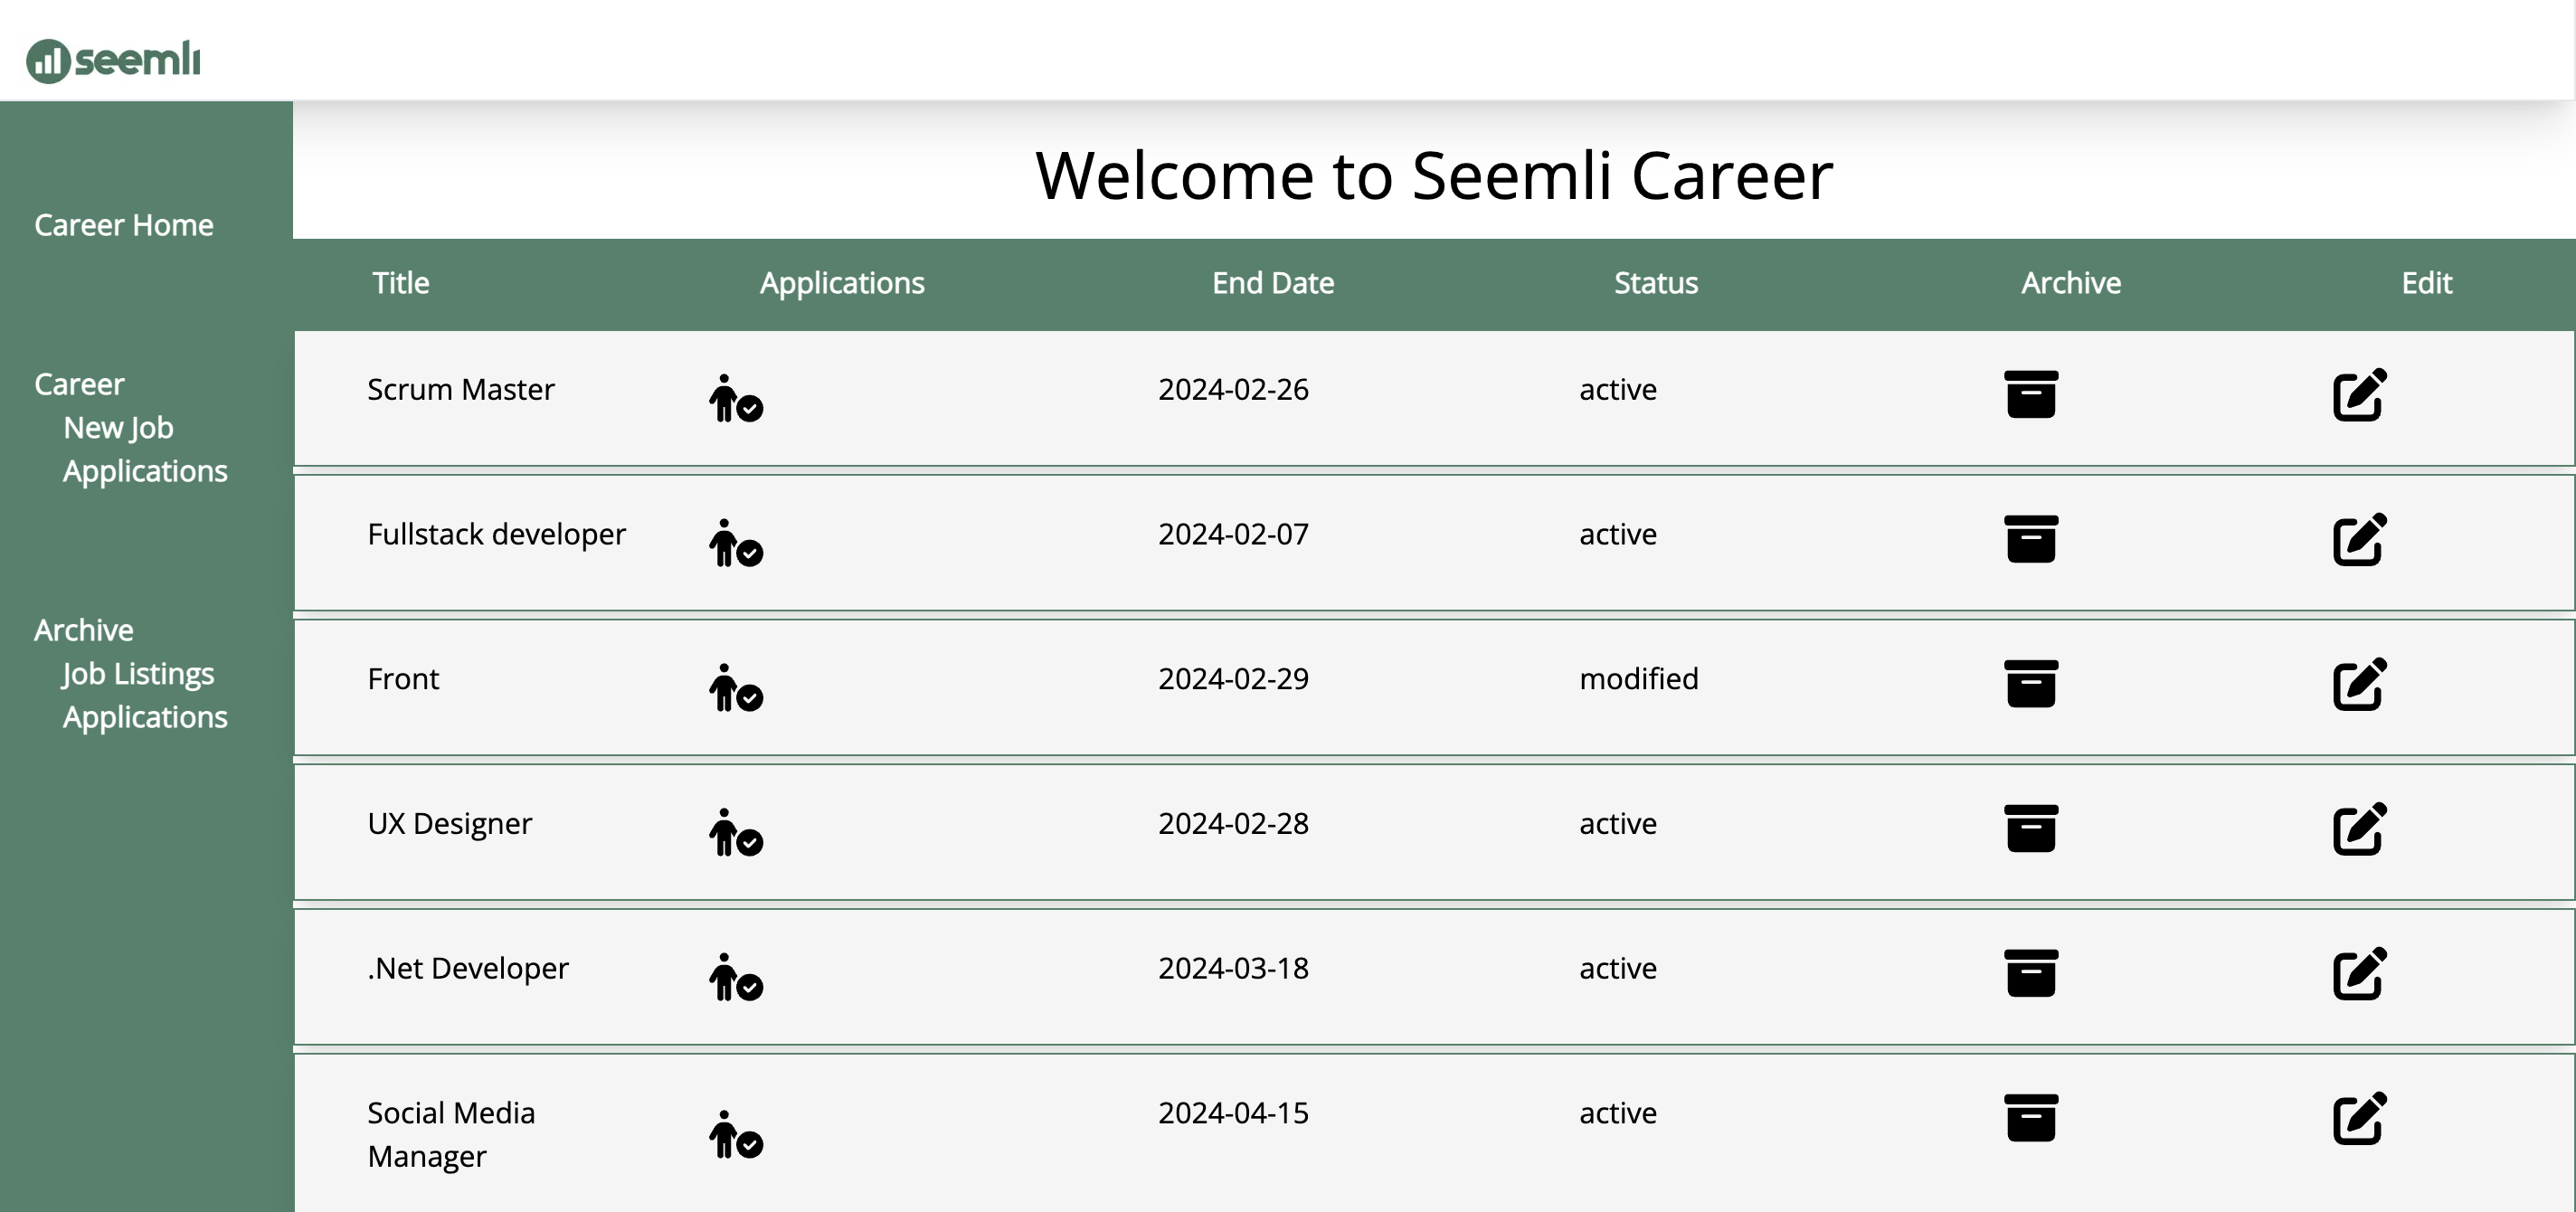 seemli
Welcome to Seemli Career
Career Home
Career
New Job
Applications
Archive
Job Listings
Applications
Title Applications End Date Status Archive Edit
Scrum Master 2024-02-26 active
Fullstack developer 2024-02-07 active
Front 2024-02-29 modified
UX Designer 2024-02-28 active
.Net Developer 2024-03-18 active
Social Media 2024-04-15 active
Manager